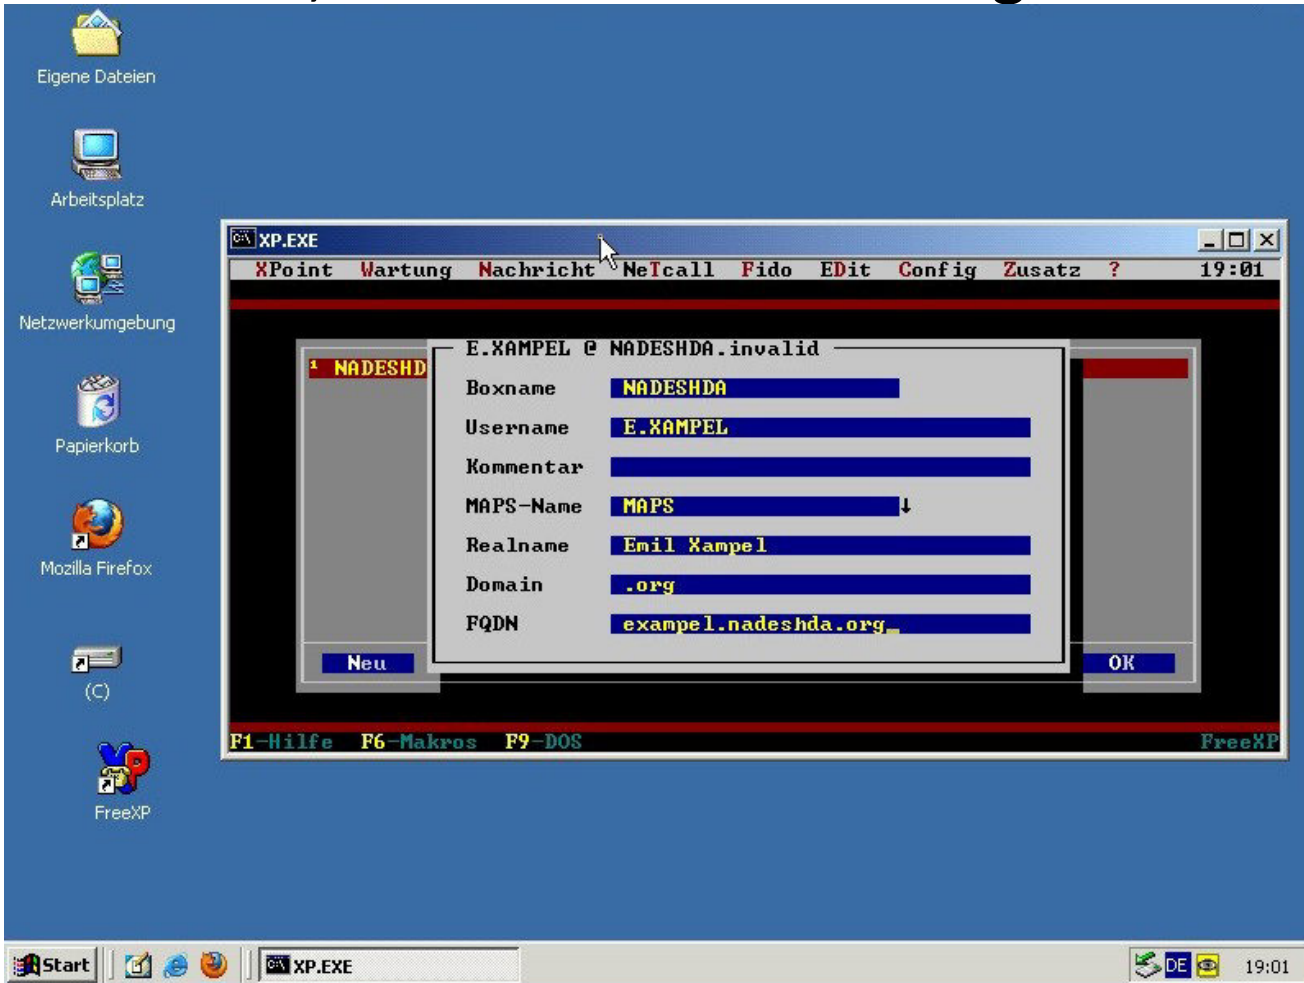 Eigene Dateien
Arbeitsplatz
Netzwerkumgebung
Papierkorb
Mozilla Firefox
(C)
FreeXP
XP.EXE
XPoint Wartung Nachricht NeTcall Fido EDit Config Zusatz ? 19:01
E.XAMPEL @ NADESHDA.invalid
1 NADESHD
Boxname NADESHDA
Username E.XAMPEL
Kommentar
MAPS-Name MAPS ↓
Realname Emil Xampel
Domain .org
FQDN exampel.nadeshda.org_
Neu OK
F1-Hilfe F6-Makros F9-DOS FreeXP
Start XP.EXE DE 19:01